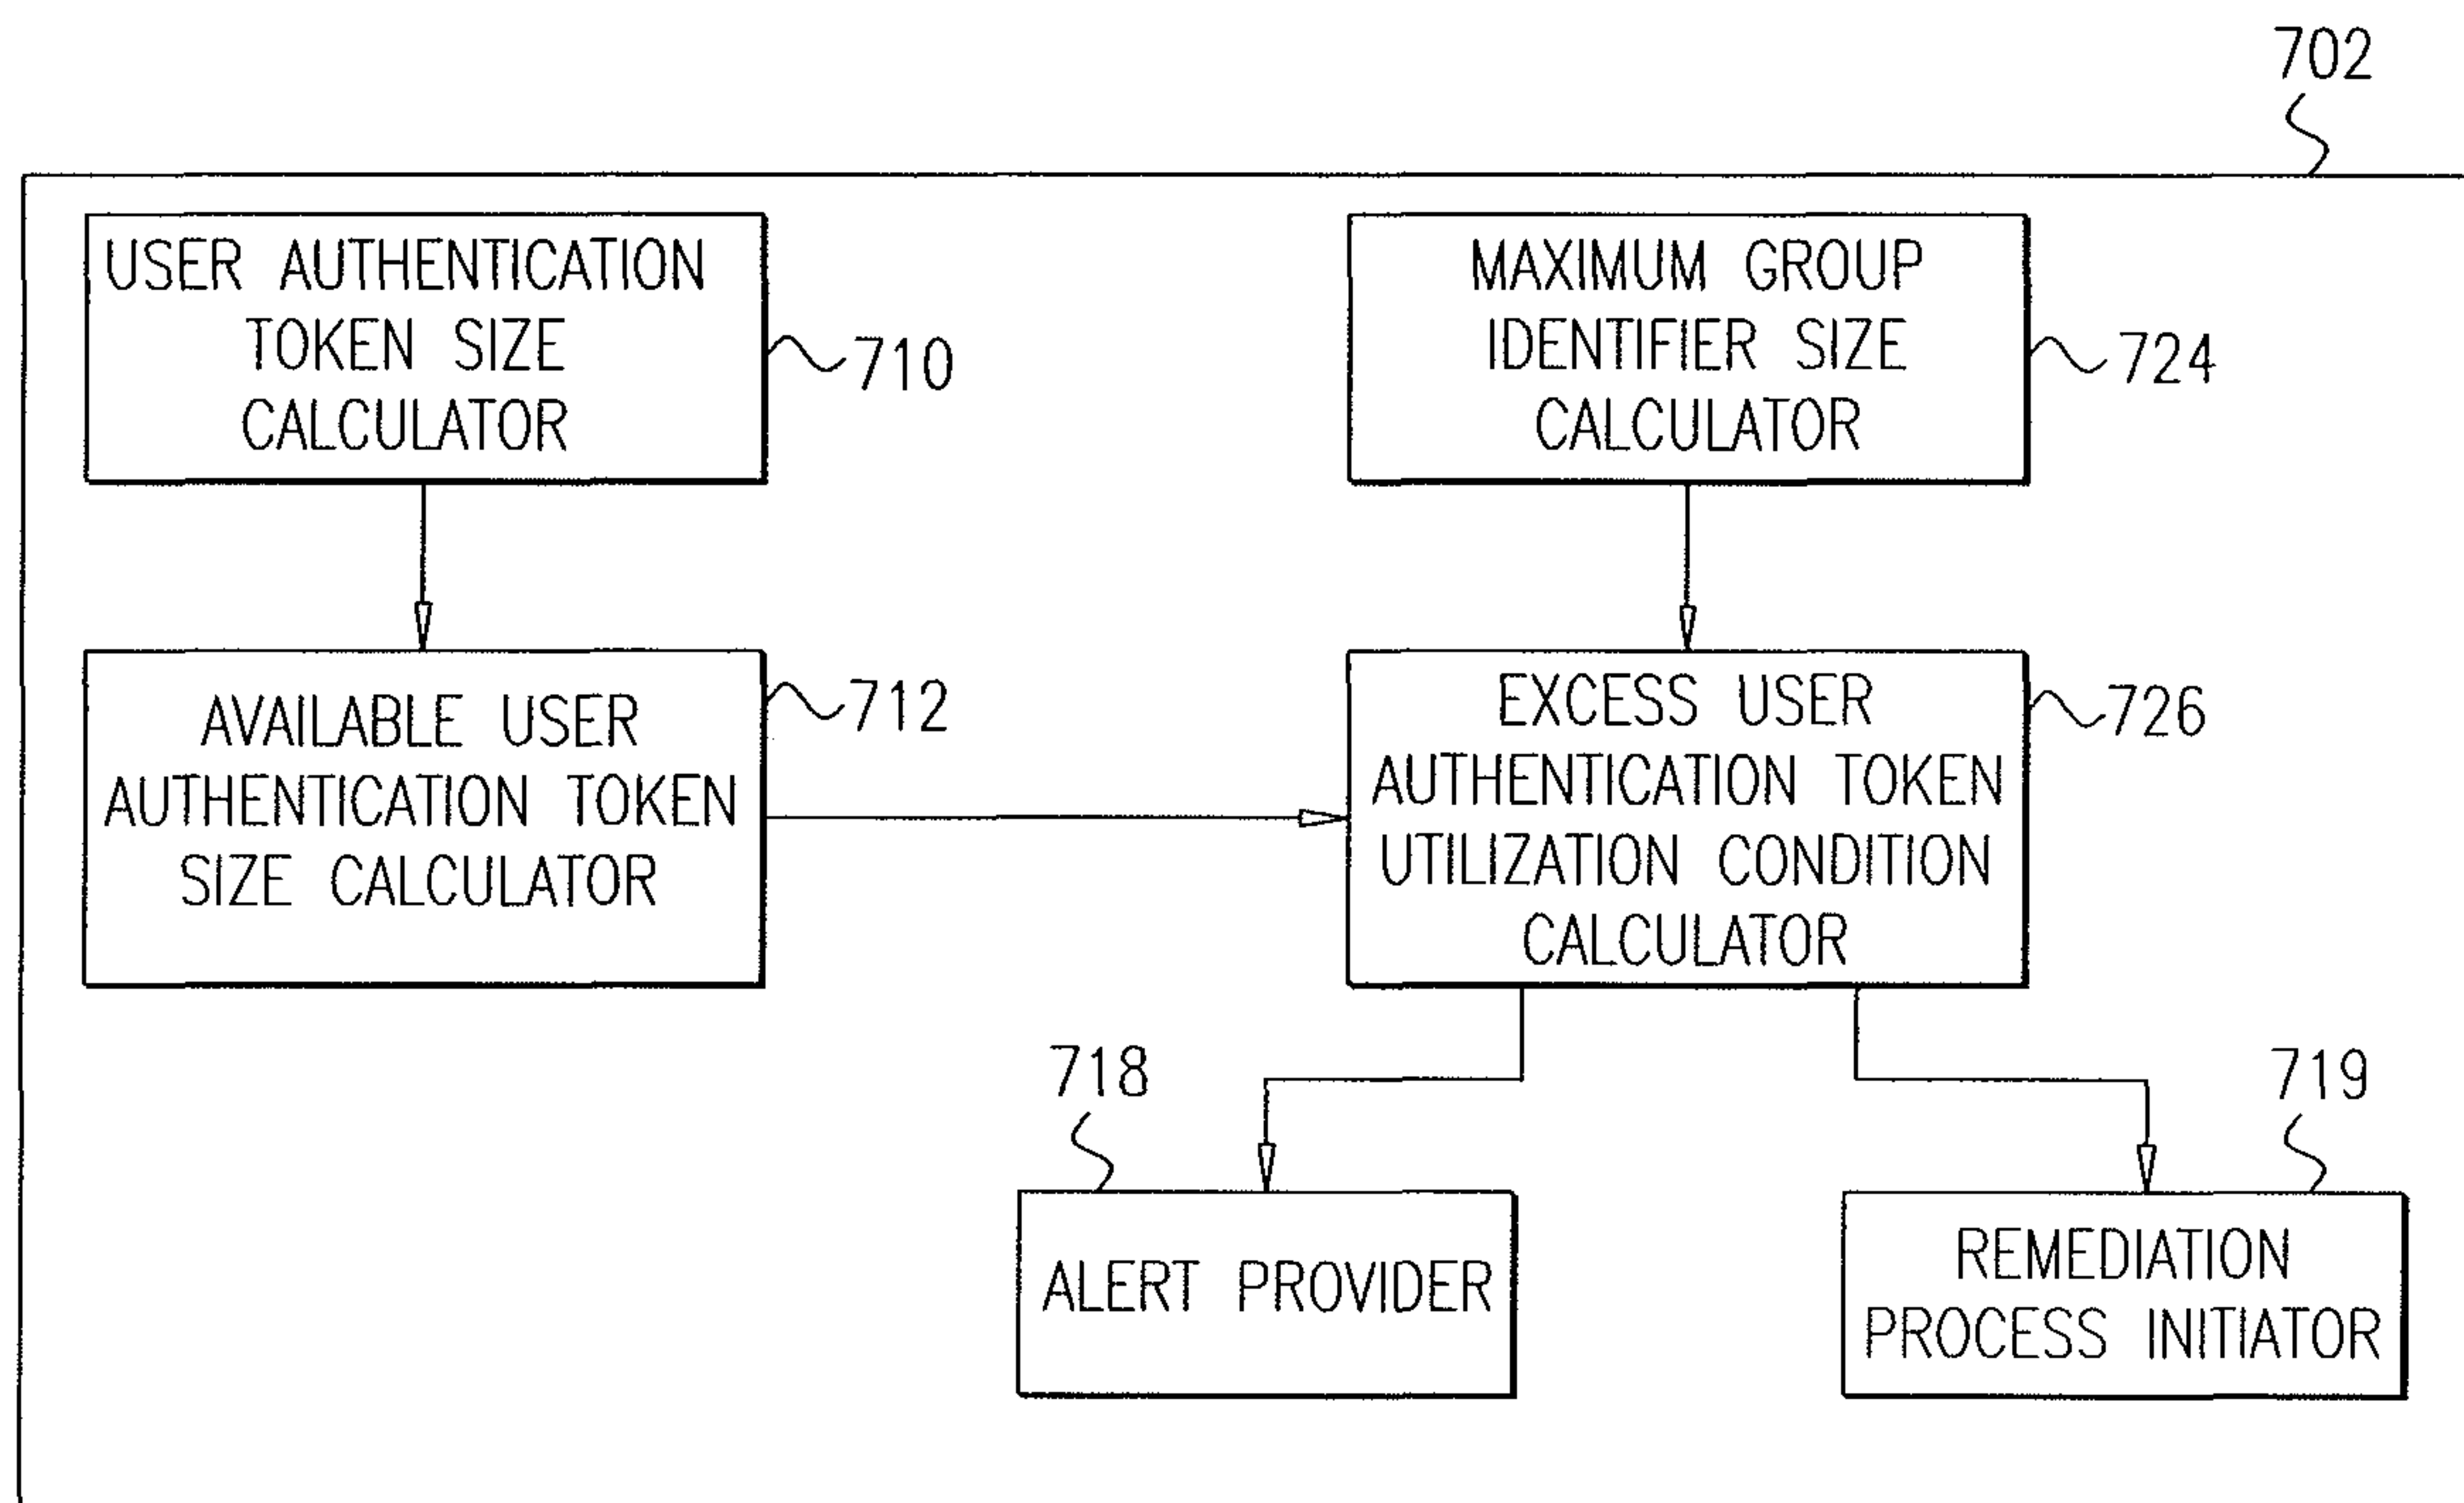 702
USER AUTHENTICATION
TOKEN SIZE
CALCULATOR
710
MAXIMUM GROUP
IDENTIFIER SIZE
CALCULATOR
724
AVAILABLE USER
AUTHENTICATION TOKEN
SIZE CALCULATOR
712
EXCESS USER
AUTHENTICATION TOKEN
UTILIZATION CONDITION
CALCULATOR
726
718
ALERT PROVIDER
719
REMEDIATION
PROCESS INITIATOR